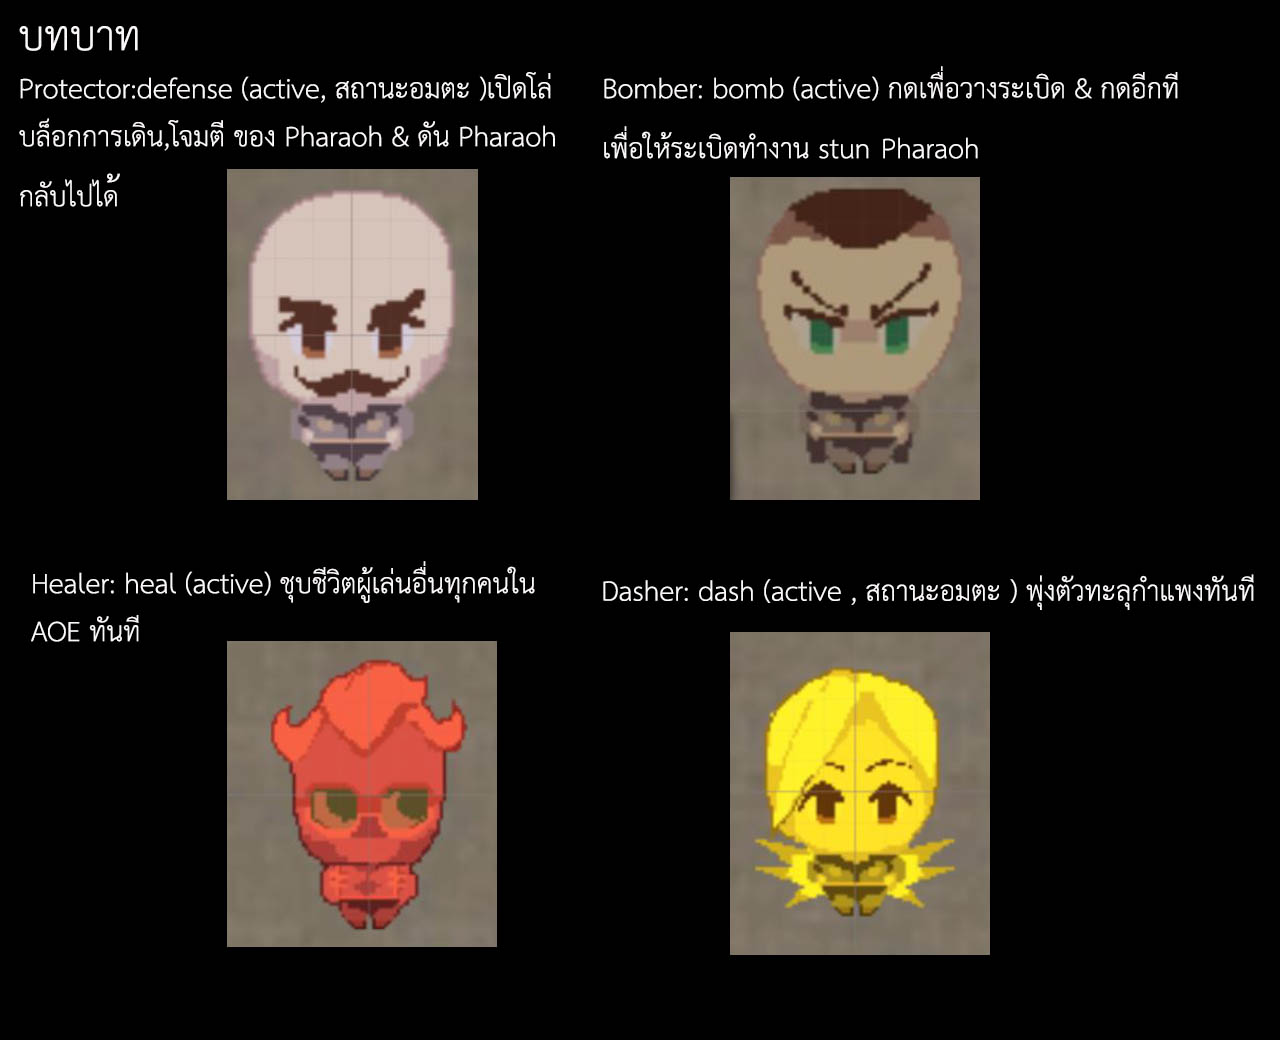 บทบาท
Protector:defense (active, สถานะอมตะ )เปิดโล่
บล็อกการเดิน,โจมตี ของ Pharaoh & ดัน Pharaoh
กลับไปได้
Bomber: bomb (active) กดเพื่อวางระเบิด & กดอีกที
เพื่อให้ระเบิดทำงาน stun Pharaoh
Healer: heal (active) ชุบชีวิตผู้เล่นอื่นทุกคนใน
AOE ทันที
Dasher: dash (active , สถานะอมตะ ) พุ่งตัวทะลุกำแพงทันที